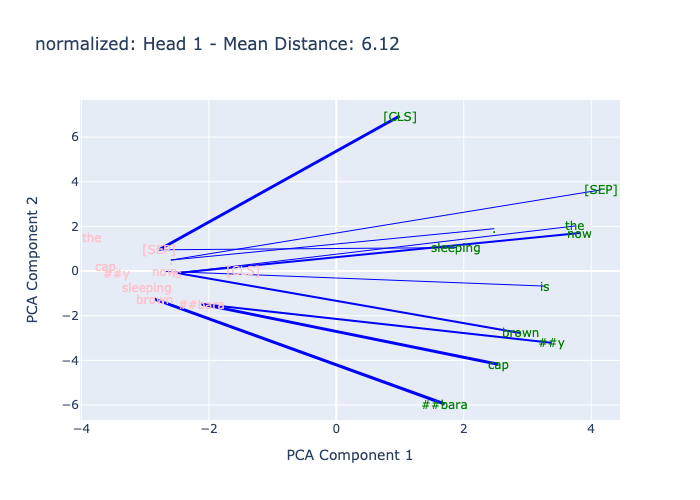 normalized: Head 1 - Mean Distance: 6.12
[CLS]
[SEP]
the
now
.
sleeping
is
brown
##y
cap
##bara
the
[SEP]
cap
##y
now
[CLS]
sleeping
brown
##bara
6
4
2
0
−2
−4
−6
−4
−2
0
2
4
PCA Component 2
PCA Component 1